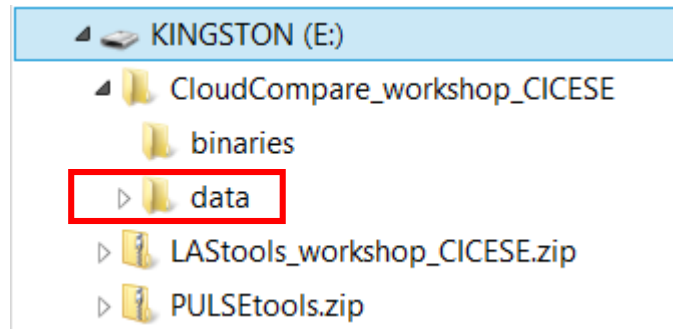 KINGSTON (E:)
CloudCompare_workshop_CICESE
binaries
data
LAStools_workshop_CICESE.zip
PULSEtools.zip